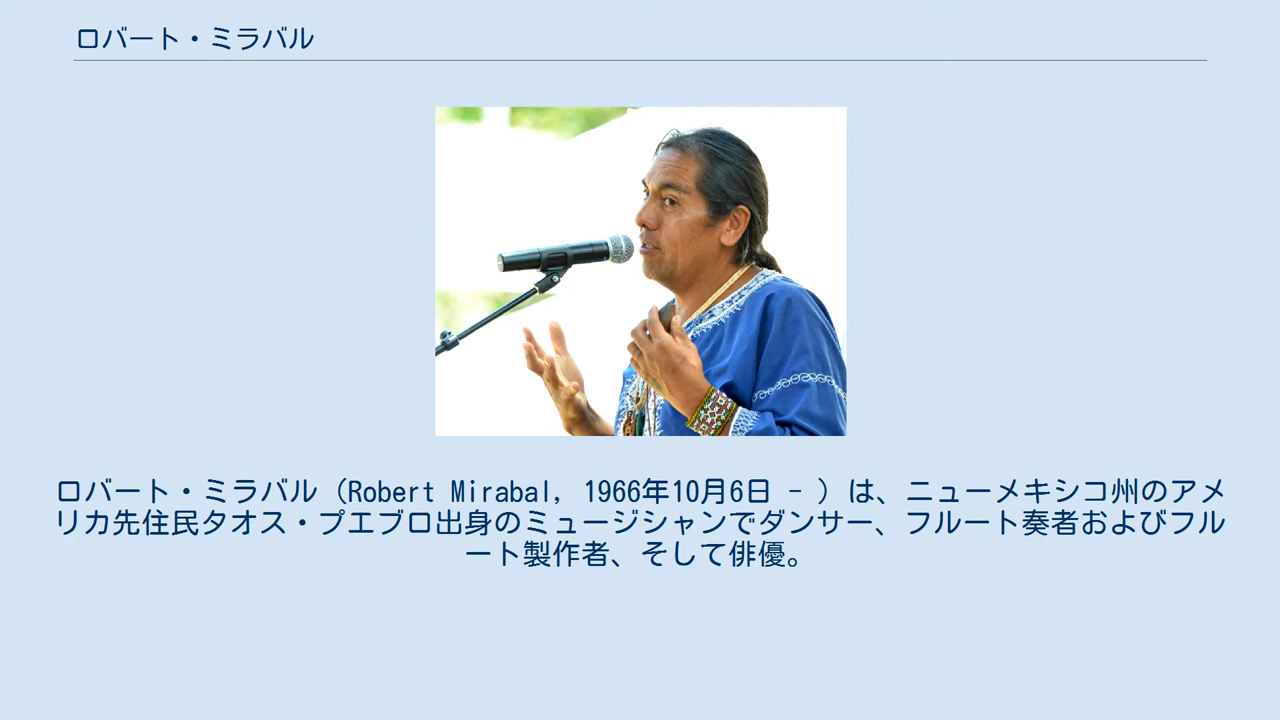 ロバート・ミラバル
ロバート・ミラバル（Robert Mirabal, 1966年10月6日 - ）は、ニューメキシコ州のアメ
リカ先住民タオス・プエブロ出身のミュージシャンでダンサー、フルート奏者およびフル
ート製作者、そして俳優。